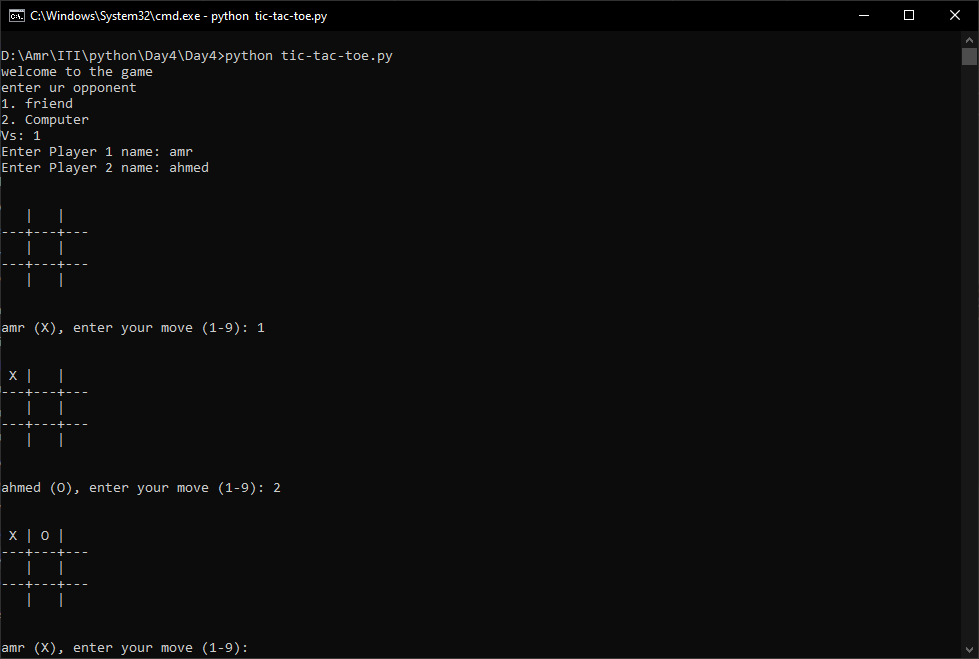 C:\Windows\System32\cmd.exe - python  tic-tac-toe.py
D:\Amr\ITI\python\Day4\Day4>python tic-tac-toe.py
welcome to the game
enter ur opponent
1. friend
2. Computer
Vs: 1
Enter Player 1 name: amr
Enter Player 2 name: ahmed
   |   |
---+---+---
   |   |
---+---+---
   |   |
amr (X), enter your move (1-9): 1
 X |   |
---+---+---
   |   |
---+---+---
   |   |
ahmed (O), enter your move (1-9): 2
 X | O |
---+---+---
   |   |
---+---+---
   |   |
amr (X), enter your move (1-9):